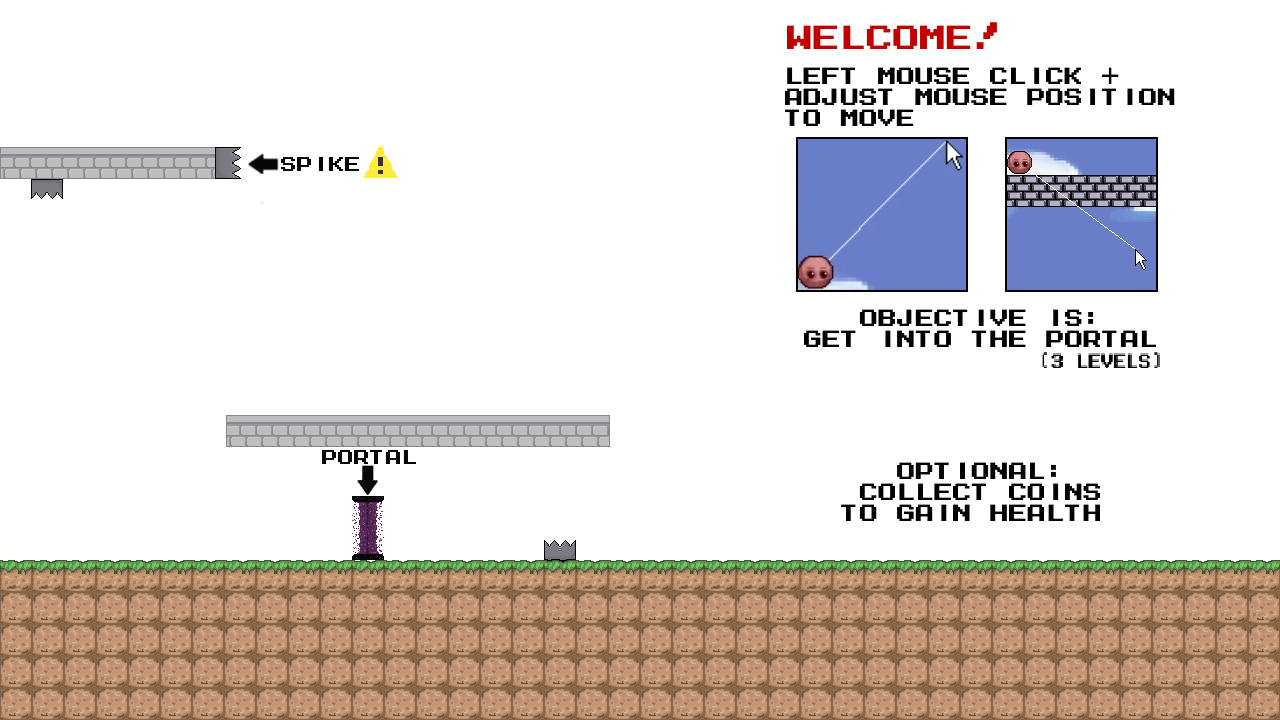 WELCOME!
LEFT MOUSE CLICK +
ADJUST MOUSE POSITION
TO MOVE
SPIKE
OBJECTIVE IS:
GET INTO THE PORTAL
(3 LEVELS)
PORTAL
OPTIONAL:
COLLECT COINS
TO GAIN HEALTH